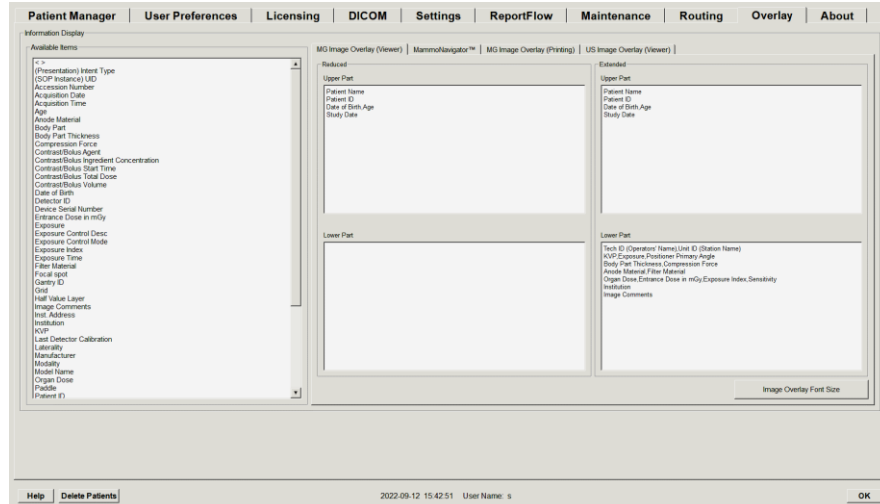 Patient Manager User Preferences Licensing DICOM Settings ReportFlow Maintenance Routing Overlay About
Information Display
Available Items
< >
(Presentation) Intent Type
(SOP Instance) UID
Accession Number
Acquisition Date
Acquisition Time
Age
Anode Material
Body Part
Body Part Thickness
Compression Force
Contrast/Bolus Agent
Contrast/Bolus Ingredient Concentration
Contrast/Bolus Start Time
Contrast/Bolus Total Dose
Contrast/Bolus Volume
Date of Birth
Detector ID
Device Serial Number
Entrance Dose in mGy
Exposure
Exposure Control Desc
Exposure Control Mode
Exposure Index
Exposure Time
Filter Material
Focal spot
Gantry ID
Grid
Half Value Layer
Image Comments
Inst. Address
Institution
KVP
Last Detector Calibration
Laterality
Manufacturer
Modality
Model Name
Organ Dose
Paddle
Patient ID
MG Image Overlay (Viewer) MammoNavigator™ MG Image Overlay (Printing) US Image Overlay (Viewer)
Reduced
Upper Part
Patient Name
Patient ID
Date of Birth,Age
Study Date
Lower Part
Extended
Upper Part
Patient Name
Patient ID
Date of Birth,Age
Study Date
Lower Part
Tech ID (Operators' Name),Unit ID (Station Name)
KVP,Exposure,Positioner Primary Angle
Body Part Thickness,Compression Force
Anode Material,Filter Material
Organ Dose,Entrance Dose in mGy,Exposure Index,Sensitivity
Institution
Image Comments
Image Overlay Font Size
Help Delete Patients 2022-09-12 15:42:51 User Name: s OK